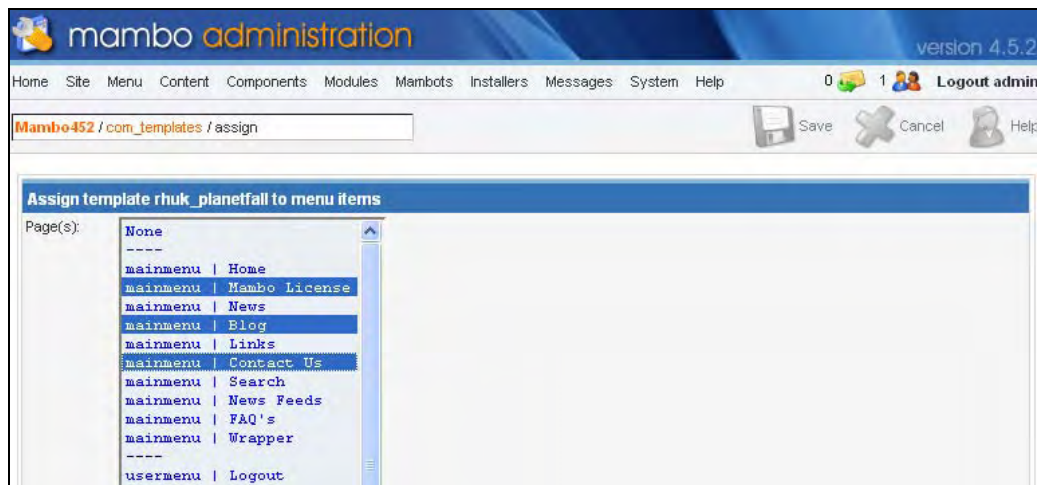 mambo administration
version 4.5.2
Home Site Menu Content Components Modules Mambots Installers Messages System Help 0 1 Logout admin
Mambo452 / com_templates / assign
Save Cancel Help
Assign template rhuk_planetfall to menu items
Page(s):
None
----
mainmenu | Home
mainmenu | Mambo License
mainmenu | News
mainmenu | Blog
mainmenu | Links
mainmenu | Contact Us
mainmenu | Search
mainmenu | News Feeds
mainmenu | FAQ's
mainmenu | Wrapper
----
usermenu | Logout